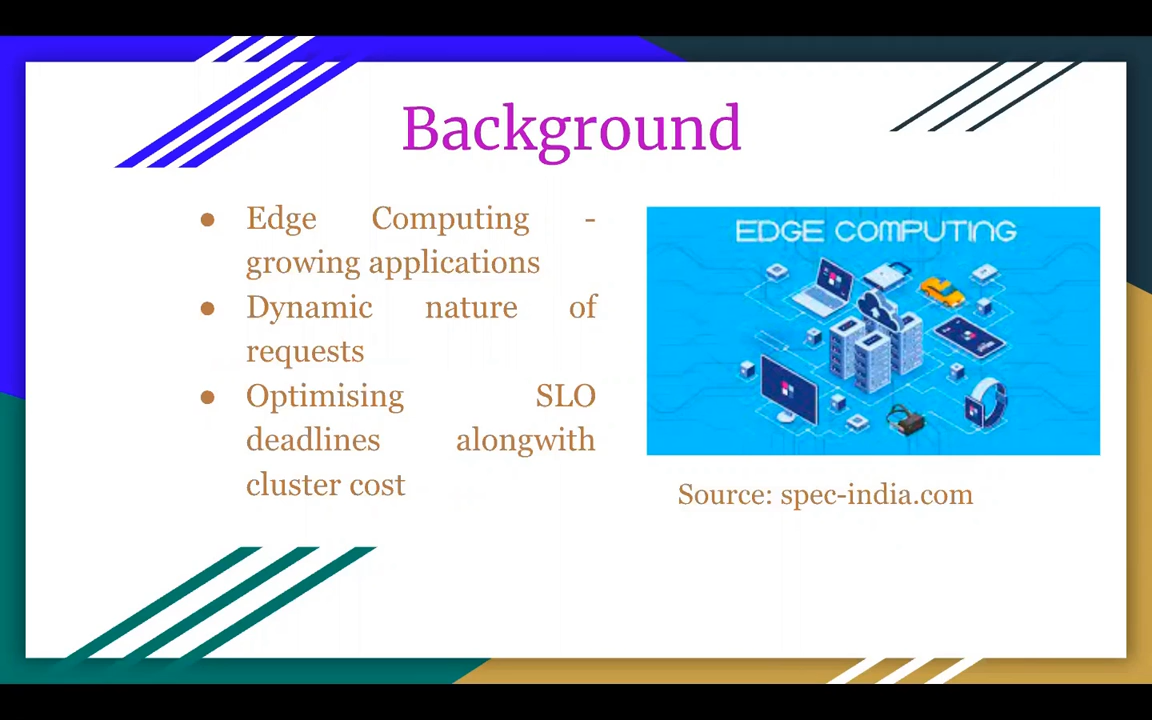 Background
● Edge Computing -
growing applications
● Dynamic nature of
requests
● Optimising SLO
deadlines alongwith
cluster cost
EDGE COMPUTING
Source: spec-india.com